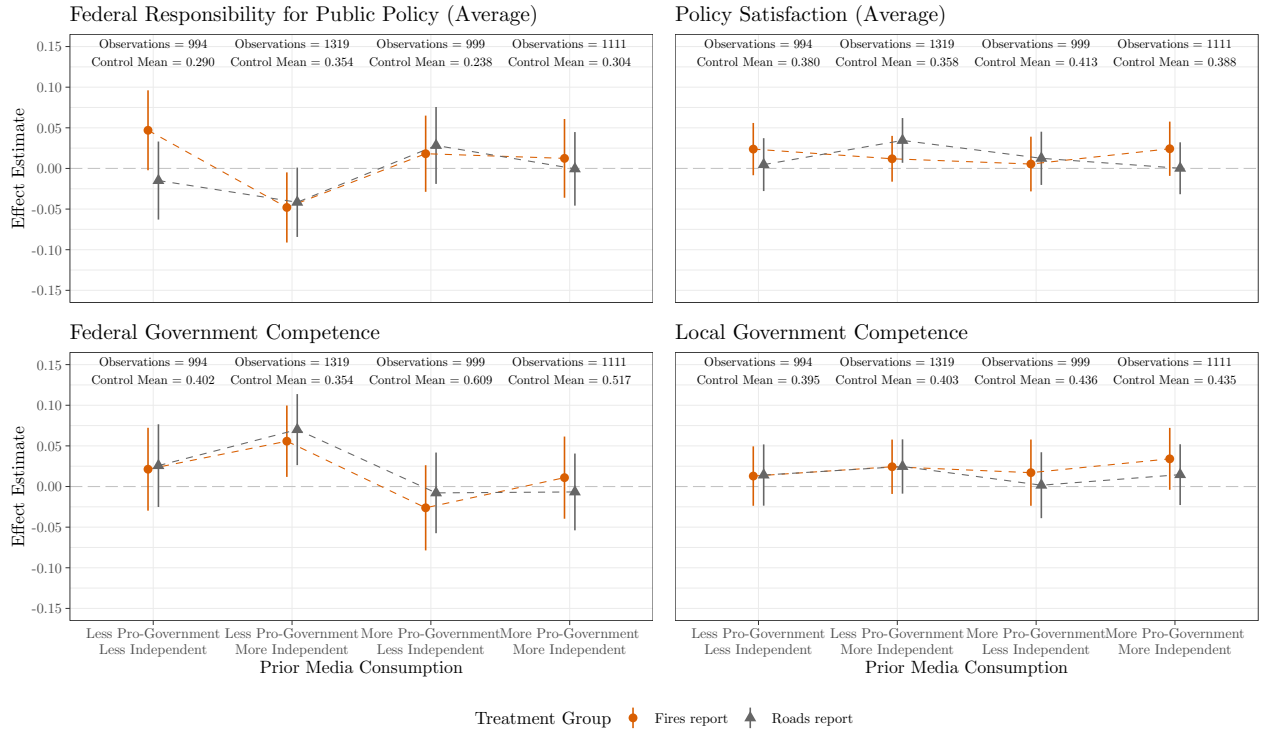 Federal Responsibility for Public Policy (Average)
Observations = 994 Observations = 1319 Observations = 999 Observations = 1111
Control Mean = 0.290 Control Mean = 0.354 Control Mean = 0.238 Control Mean = 0.304
0.15
0.10
0.05
0.00
-0.05
-0.10
-0.15
Effect Estimate
Policy Satisfaction (Average)
Observations = 994 Observations = 1319 Observations = 999 Observations = 1111
Control Mean = 0.380 Control Mean = 0.358 Control Mean = 0.413 Control Mean = 0.388
Federal Government Competence
Observations = 994 Observations = 1319 Observations = 999 Observations = 1111
Control Mean = 0.402 Control Mean = 0.354 Control Mean = 0.609 Control Mean = 0.517
0.15
0.10
0.05
0.00
-0.05
-0.10
-0.15
Effect Estimate
Less Pro-Government Less Pro-Government More Pro-Government More Pro-Government
Less Independent More Independent Less Independent More Independent
Prior Media Consumption
Local Government Competence
Observations = 994 Observations = 1319 Observations = 999 Observations = 1111
Control Mean = 0.395 Control Mean = 0.403 Control Mean = 0.436 Control Mean = 0.435
Less Pro-Government Less Pro-Government More Pro-Government More Pro-Government
Less Independent More Independent Less Independent More Independent
Prior Media Consumption
Treatment Group Fires report Roads report